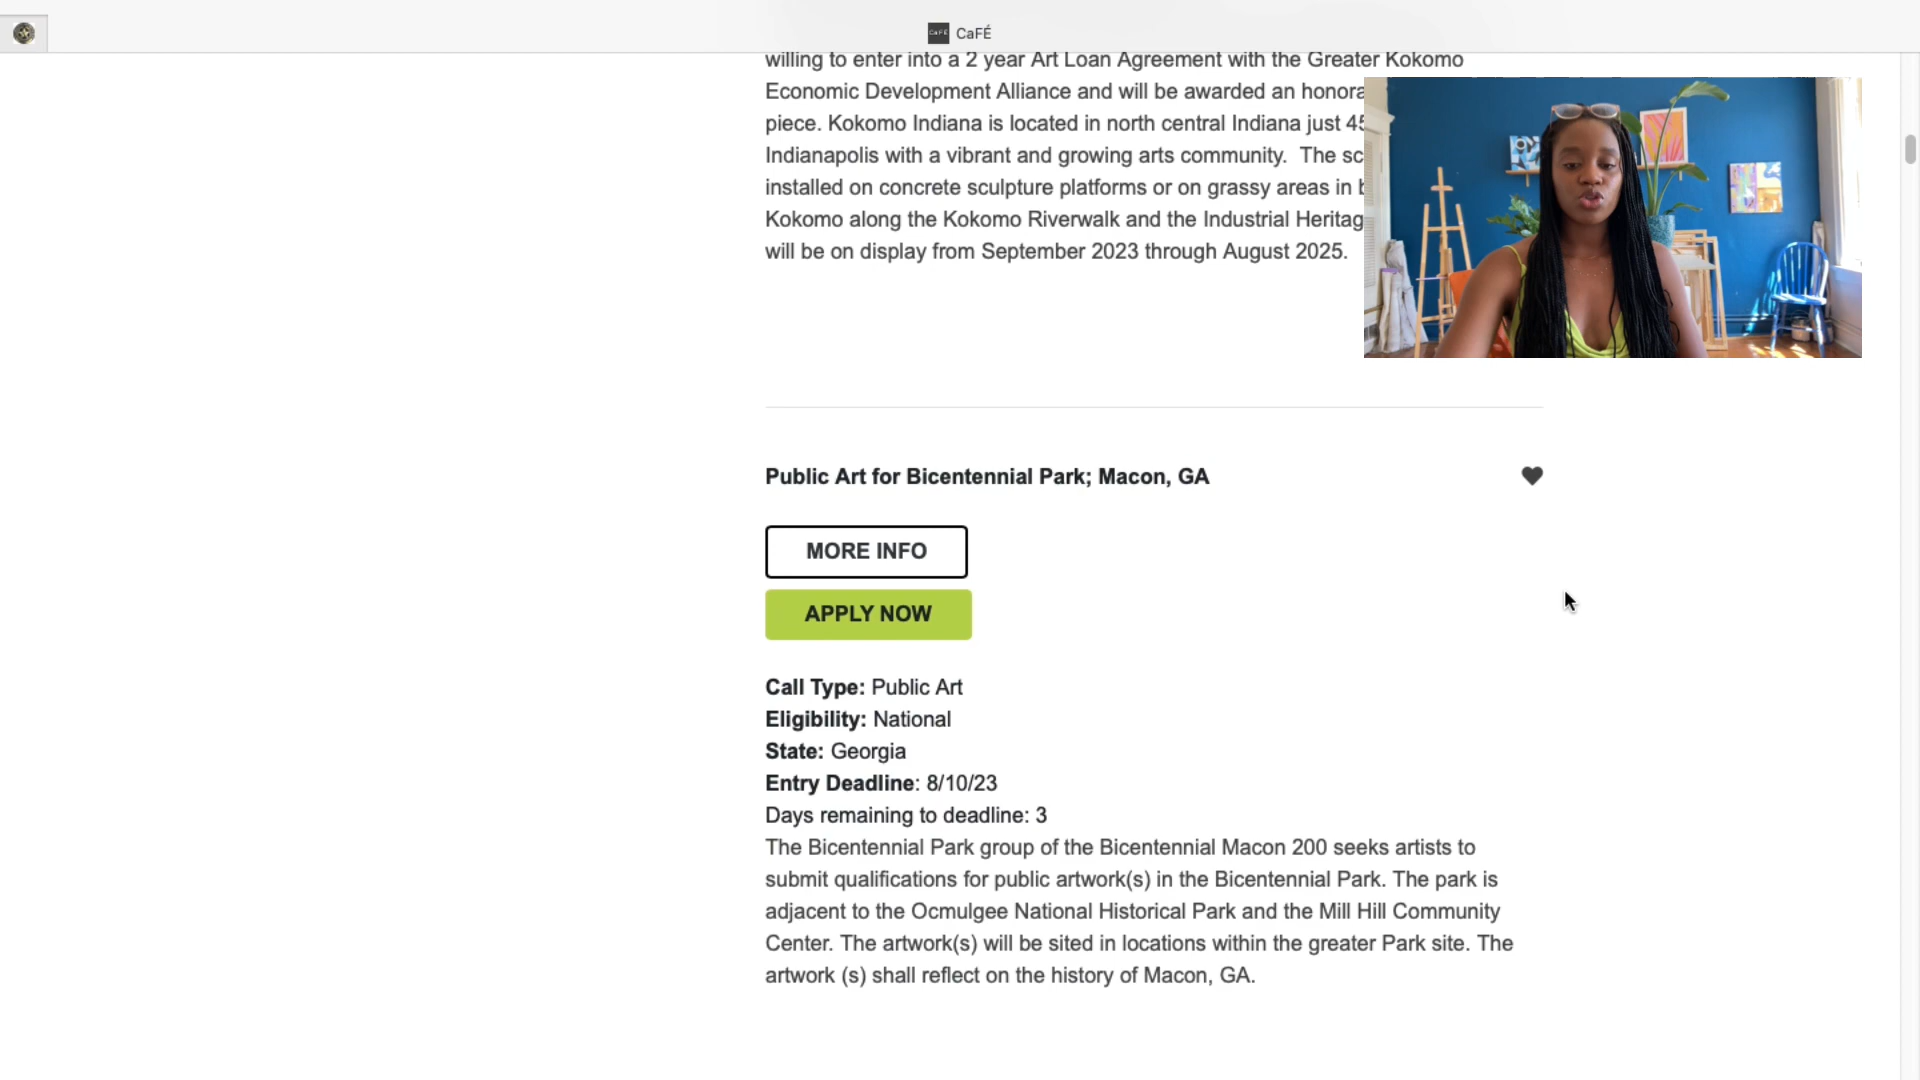 CaFÉ
willing to enter into a 2 year Art Loan Agreement with the Greater Kokomo
Economic Development Alliance and will be awarded an honora
piece. Kokomo Indiana is located in north central Indiana just 45
Indianapolis with a vibrant and growing arts community. The sc
installed on concrete sculpture platforms or on grassy areas in
Kokomo along the Kokomo Riverwalk and the Industrial Heritag
will be on display from September 2023 through August 2025.
Public Art for Bicentennial Park; Macon, GA
MORE INFO
APPLY NOW
Call Type: Public Art
Eligibility: National
State: Georgia
Entry Deadline: 8/10/23
Days remaining to deadline: 3
The Bicentennial Park group of the Bicentennial Macon 200 seeks artists to
submit qualifications for public artwork(s) in the Bicentennial Park. The park is
adjacent to the Ocmulgee National Historical Park and the Mill Hill Community
Center. The artwork(s) will be sited in locations within the greater Park site. The
artwork (s) shall reflect on the history of Macon, GA.